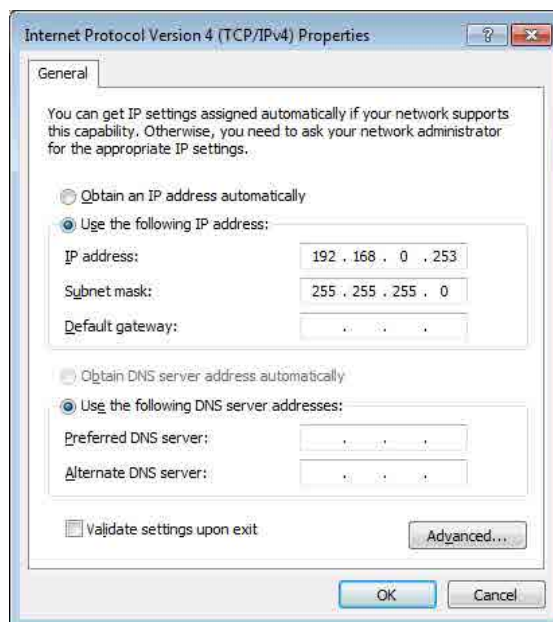 Internet Protocol Version 4 (TCP/IPv4) Properties
General
You can get IP settings assigned automatically if your network supports
this capability. Otherwise, you need to ask your network administrator
for the appropriate IP settings.
Obtain an IP address automatically
Use the following IP address:
IP address: 192 . 168 . 0 . 253
Subnet mask: 255 . 255 . 255 . 0
Default gateway: . . .
Obtain DNS server address automatically
Use the following DNS server addresses:
Preferred DNS server: . . .
Alternate DNS server: . . .
Validate settings upon exit
Advanced...
OK Cancel